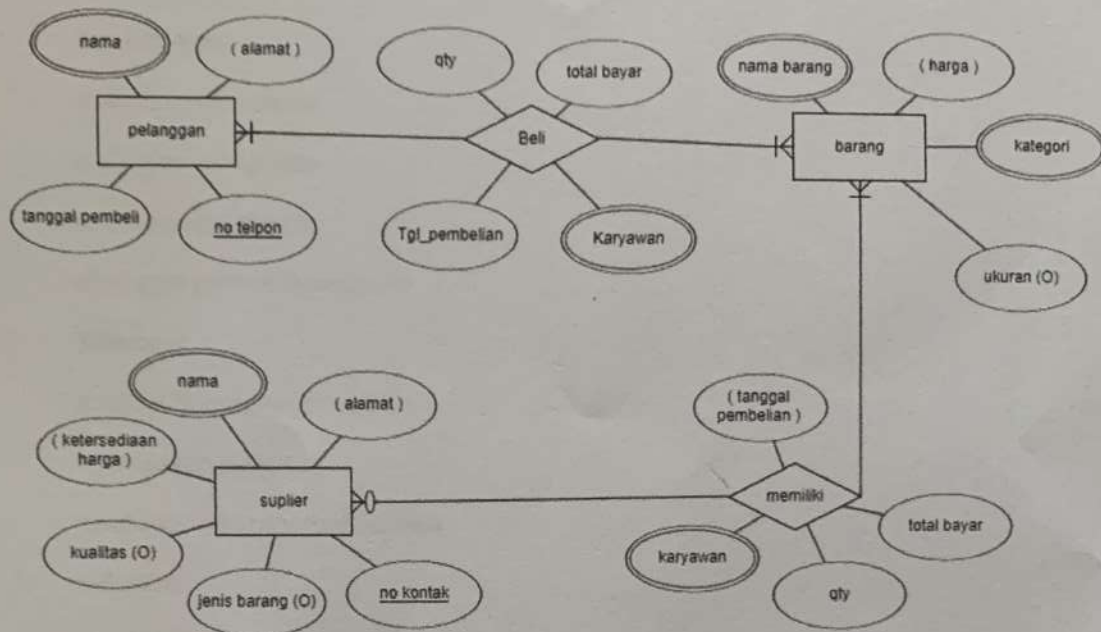 nama
( alamat )
pelanggan
tanggal pembeli
no telpon
qty
total bayar
Beli
Tgl_pembelian
Karyawan
nama barang
( harga )
barang
kategori
ukuran (O)
nama
( alamat )
( ketersediaan
harga )
suplier
kualitas (O)
jenis barang (O)
no kontak
( tanggal
pembelian )
memiliki
karyawan
qty
total bayar